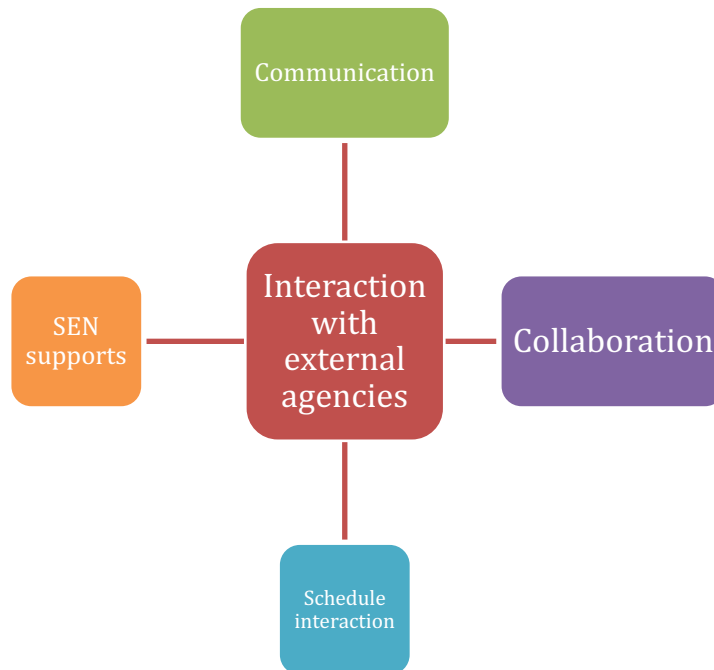 Communication
Interaction
with
external
agencies
SEN
supports
Collaboration
Schedule
interaction